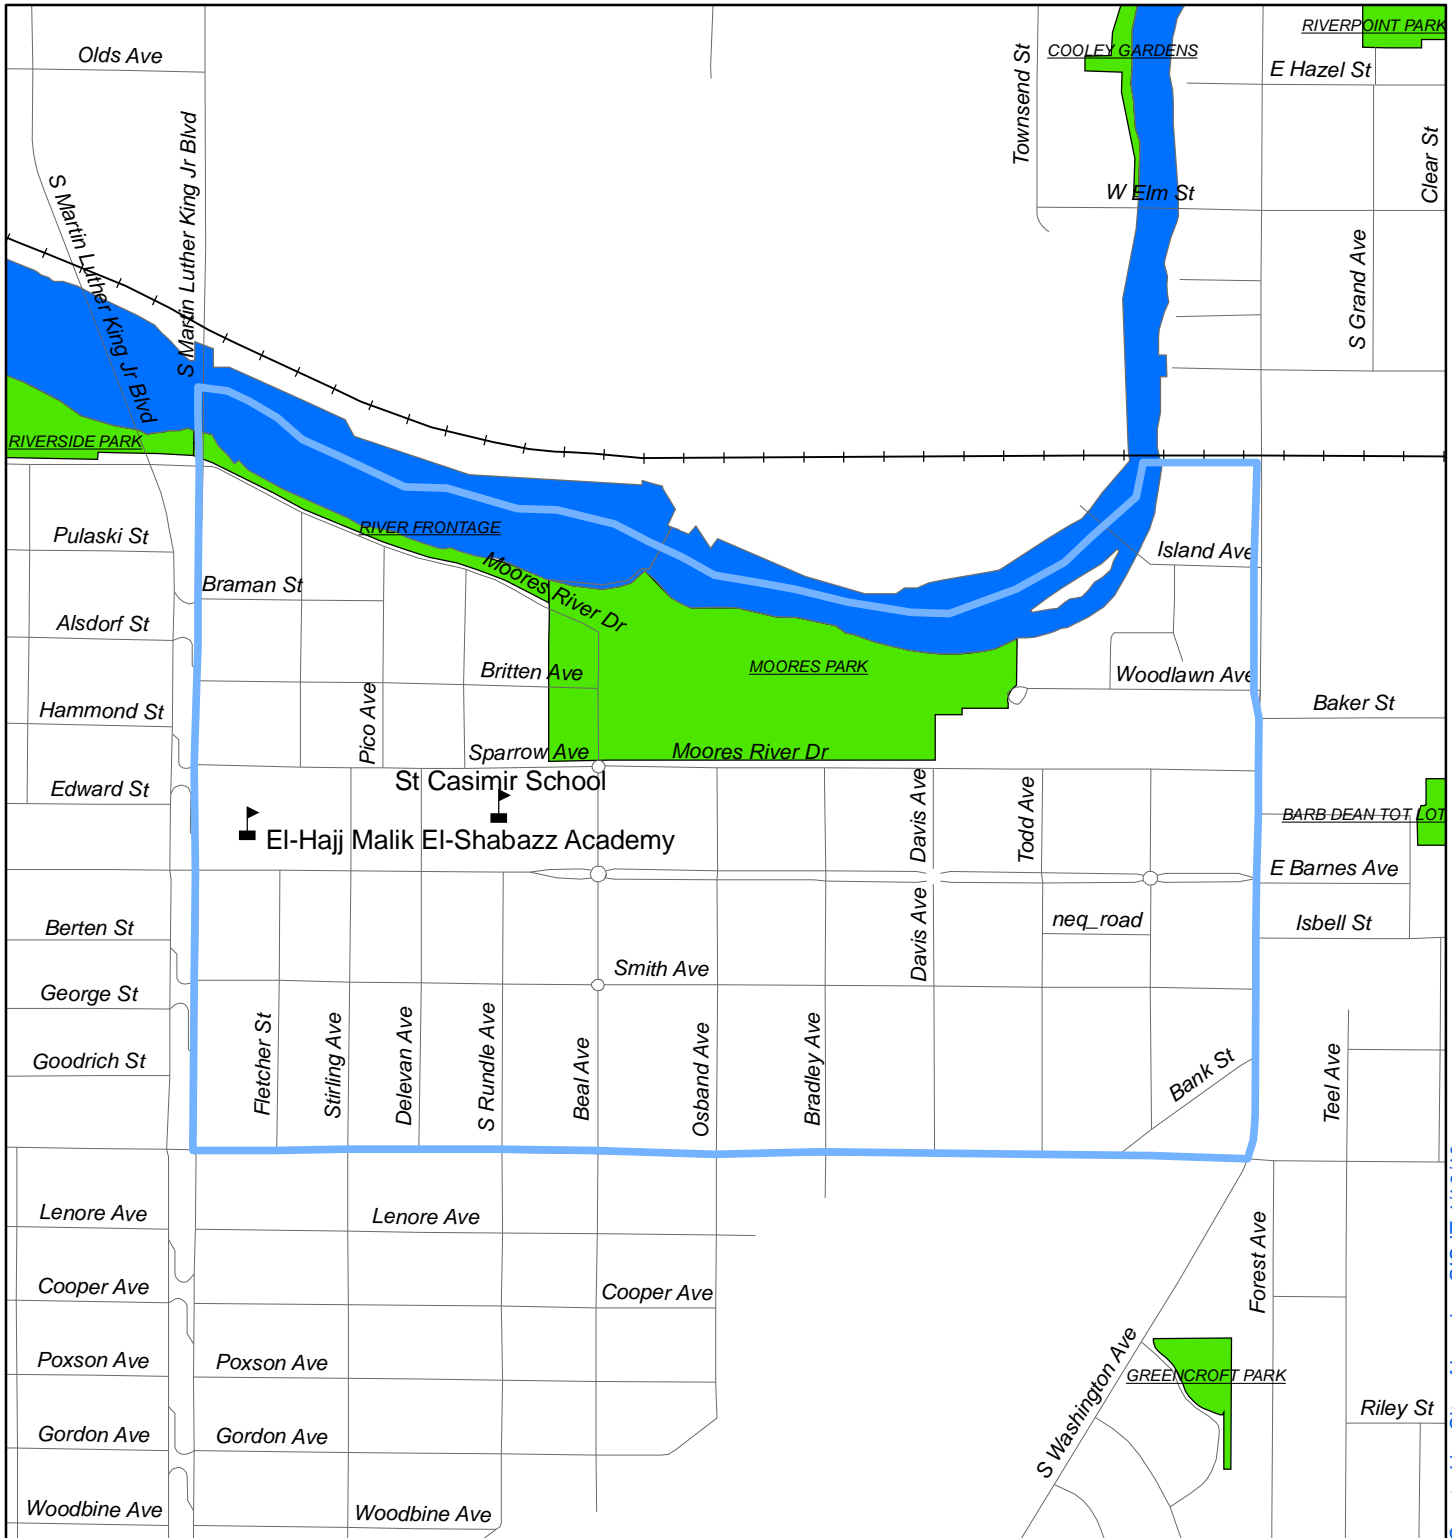 RIVERPOINT PARK
Olds Ave
COOLEY GARDENS
E Hazel St
Townsend St
Clear St
S Martin Luther King Jr Blvd
S Martin Luther King Jr Blvd
W Elm St
S Grand Ave
RIVERSIDE PARK
RIVER FRONTAGE
Pulaski St
Island Ave
Moores River Dr
Braman St
Alsdorf St
MOORES PARK
Britten Ave
Woodlawn Ave
Hammond St
Baker St
Pico Ave
Sparrow Ave
Moores River Dr
St Casimir School
Edward St
Davis Ave
Todd Ave
BARB DEAN TOT LOT
El-Hajj Malik El-Shabazz Academy
E Barnes Ave
Berten St
neq_road
Isbell St
Davis Ave
Smith Ave
George St
Goodrich St
Fletcher St
Stirling Ave
Delevan Ave
S Rundle Ave
Beal Ave
Osband Ave
Bradley Ave
Bank St
Teel Ave
Lenore Ave
Lenore Ave
Forest Ave
Cooper Ave
Cooper Ave
Poxson Ave
Poxson Ave
S Washington Ave
GREENCROFT PARK
Riley St
Gordon Ave
Gordon Ave
Woodbine Ave
Woodbine Ave